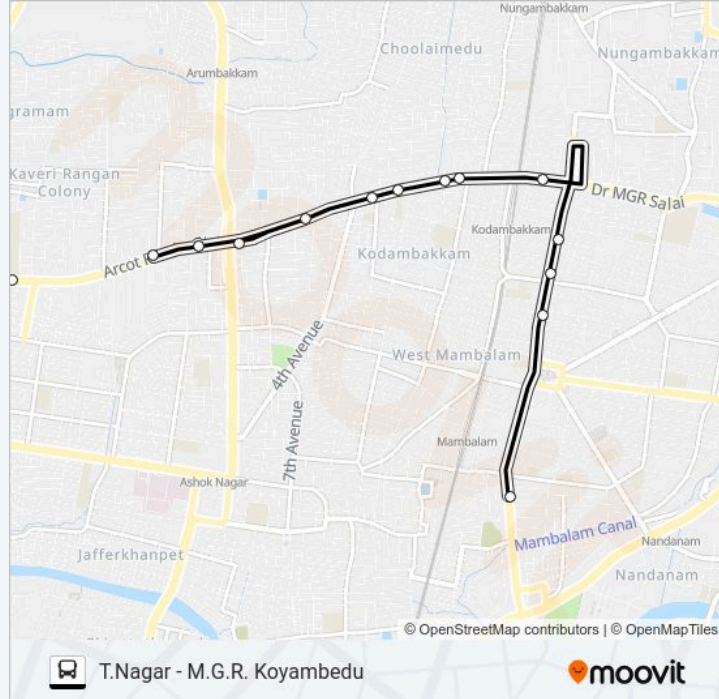 Nungambakkam
Choolaimedu
Nungambakkam
Arumbakkam
gramam
Kaveri Rangan
Colony
Dr MGR Salai
Kodambakkam
Kodambakkam
Arcot
4th Avenue
West Mambalam
7th Avenue
Mambalam
Ashok Nagar
Mambalam Canal
Nandanam
Jafferkhanpet
Nandanam
© OpenStreetMap contributors | © OpenMapTiles
T.Nagar - M.G.R. Koyambedu
moovit